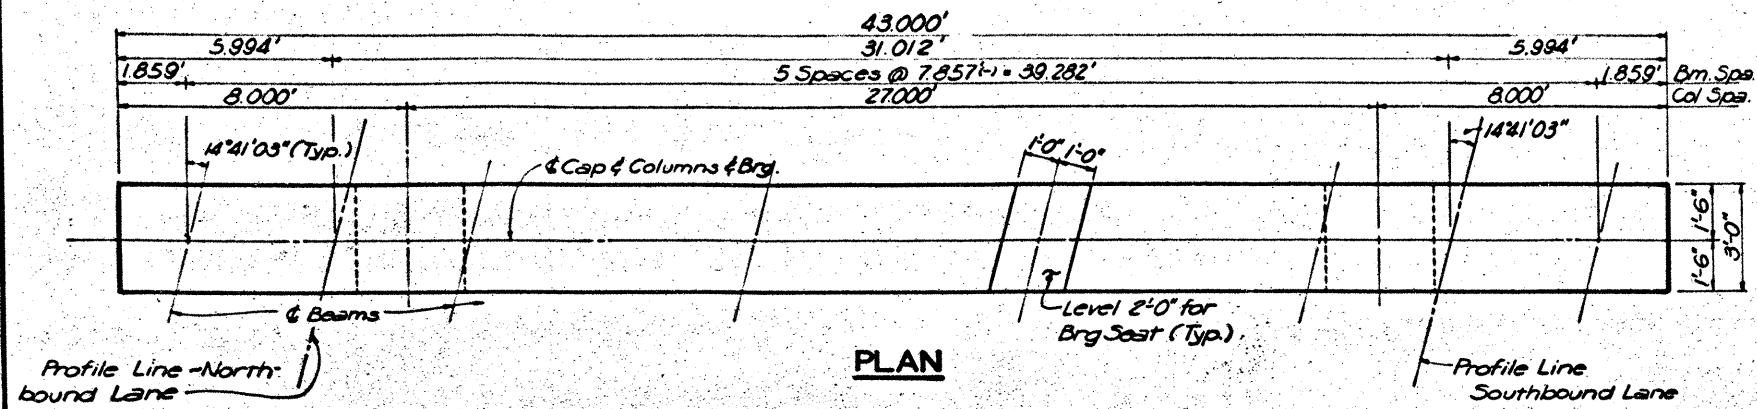 43.000'
5.994' 31.012' 5.994'
1.859' 5 Spaces @ 7.857'(-) = 39.282' 1.859' Bm. Spa.
8.000' 27.000' 8.000' Col Spa.
14°41'03" (Typ.)
1'-0" 1'-0"
14°41'03"
℄ Cap & Columns & Brg.
1'-6"
1'-6"
3'-0"
℄ Beams
Level 2'-0" for
Brg Seat (Typ.)
Profile Line -North-
bound Lane
PLAN
Profile Line
Southbound Lane